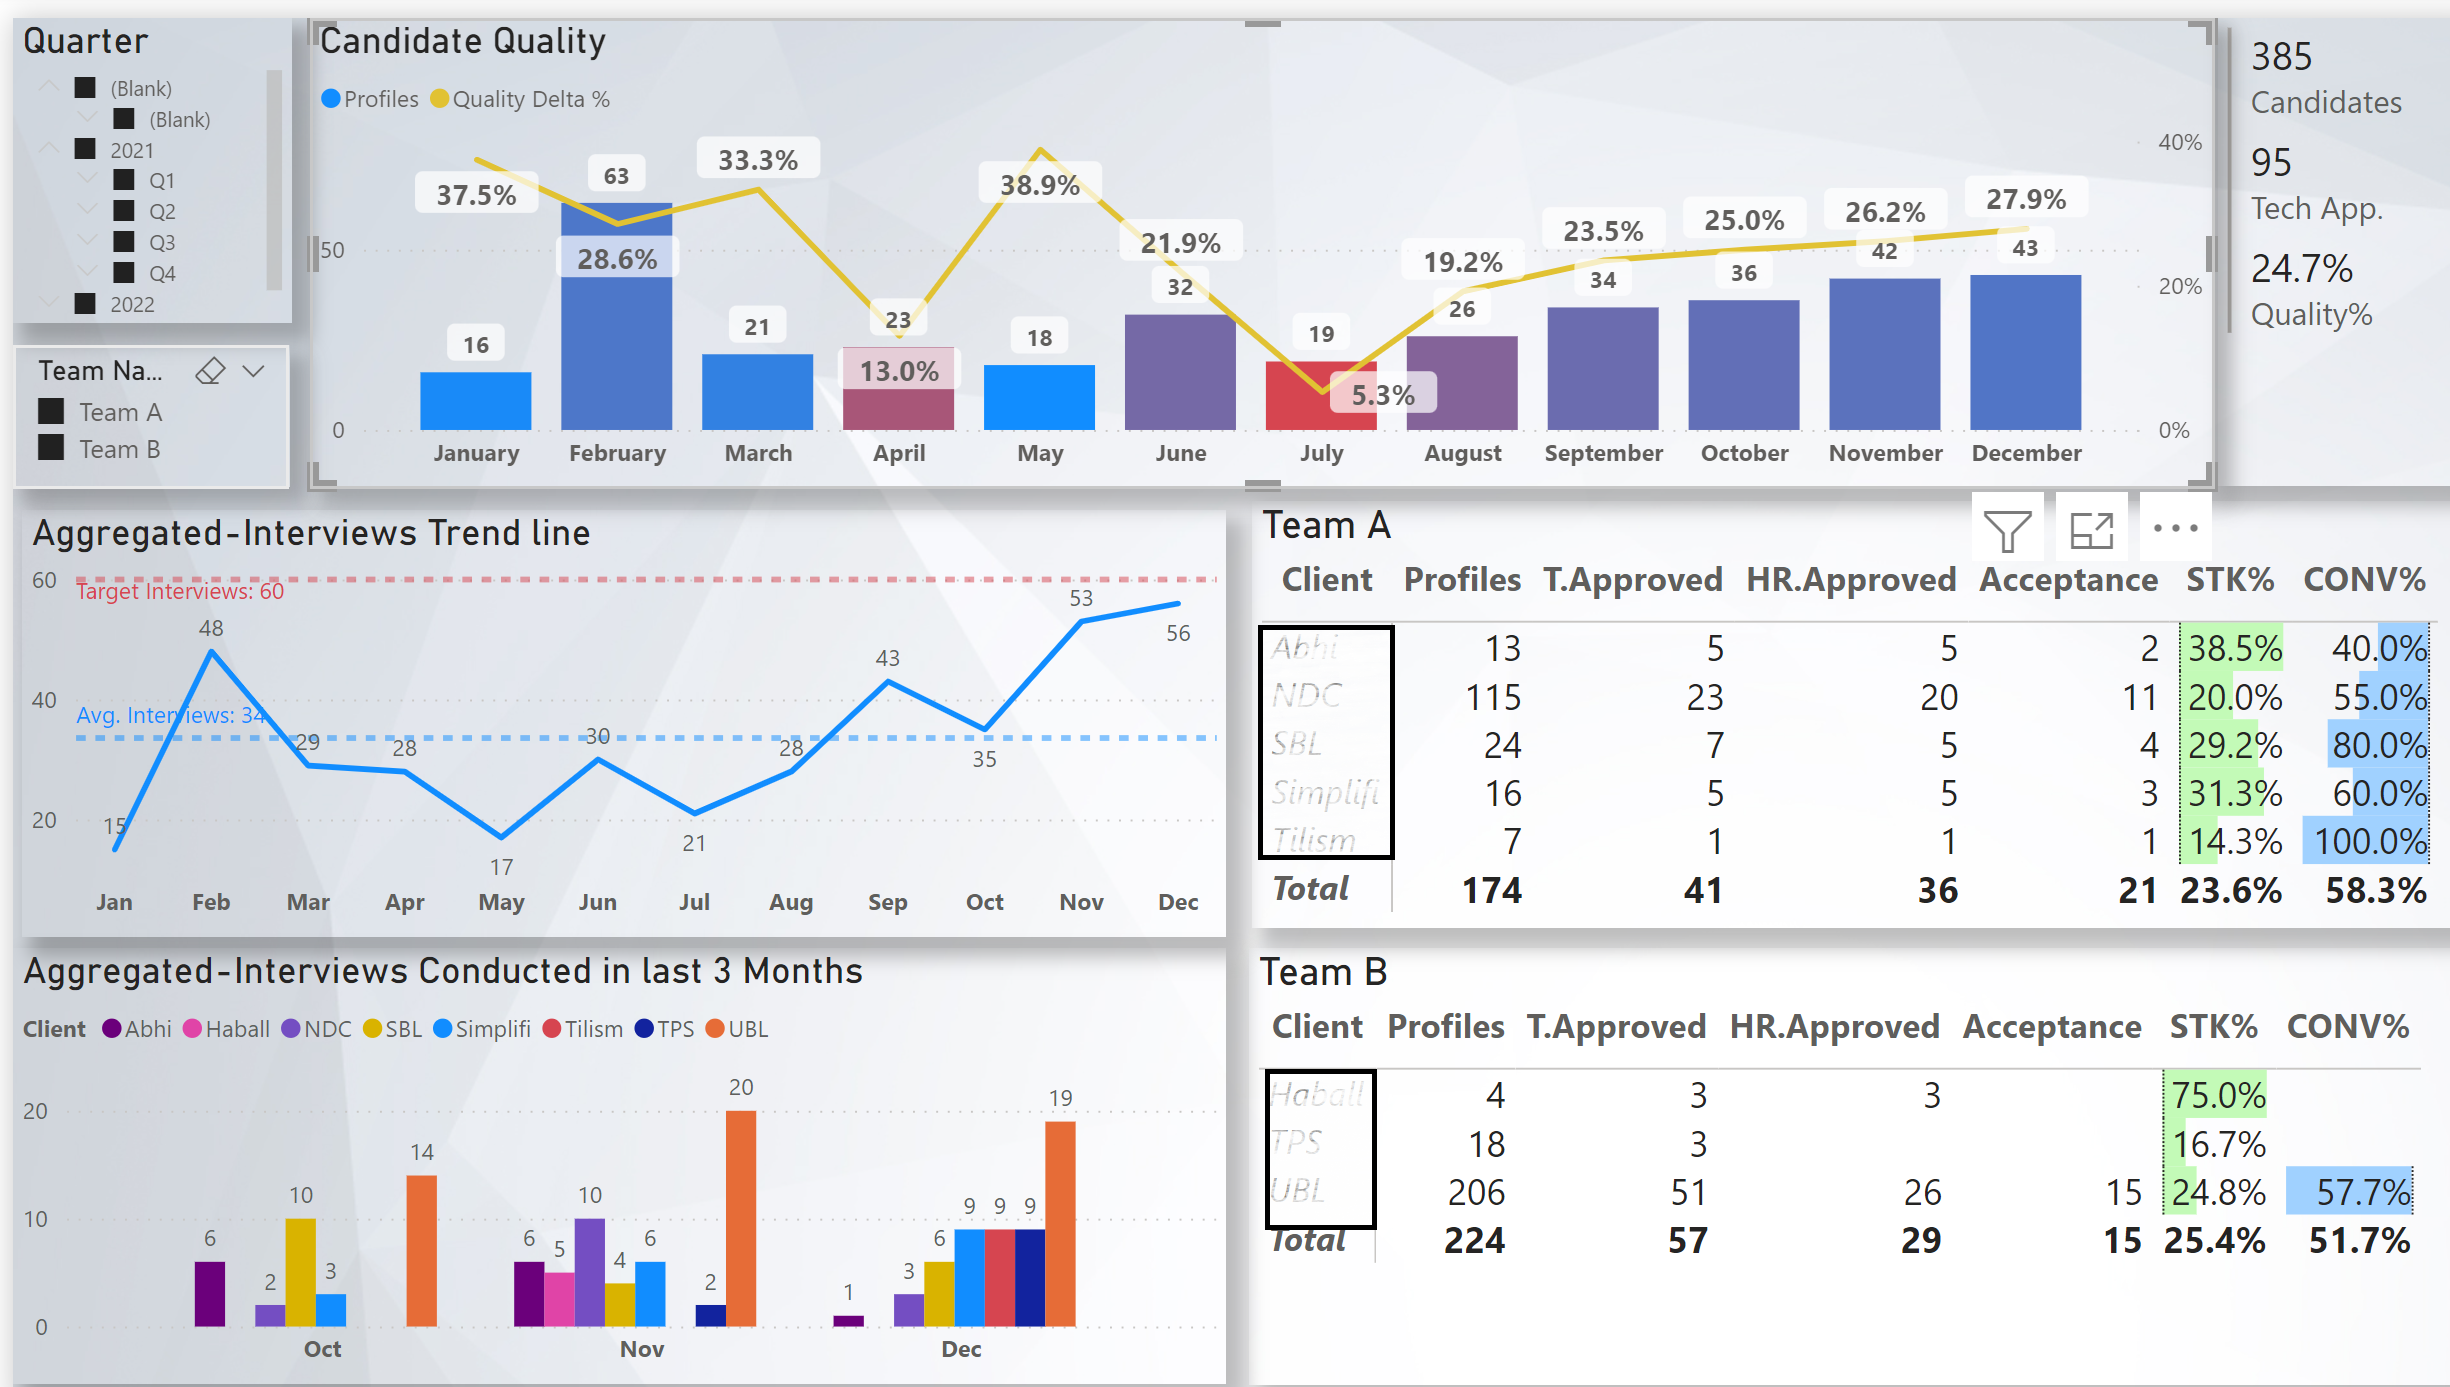 Quarter
(Blank)
(Blank)
2021
Q1
Q2
Q3
Q4
2022
Team Na...
Team A
Team B
Candidate Quality
Profiles Quality Delta %
50
0
40%
20%
0%
37.5% 28.6% 33.3% 13.0% 38.9% 21.9% 5.3% 19.2% 23.5% 25.0% 26.2% 27.9%
16 63 21 23 18 32 19 26 34 36 42 43
January February March April May June July August September October November December
385
Candidates
95
Tech App.
24.7%
Quality%
Aggregated-Interviews Trend line
60
40
20
Target Interviews: 60
Avg. Interviews: 34
15 48 29 28 17 30 21 28 43 35 53 56
Jan Feb Mar Apr May Jun Jul Aug Sep Oct Nov Dec
Team A
Client Profiles T.Approved HR.Approved Acceptance STK% CONV%
Abhi 13 5 5 2 38.5% 40.0%
NDC 115 23 20 11 20.0% 55.0%
SBL 24 7 5 4 29.2% 80.0%
Simplifi 16 5 5 3 31.3% 60.0%
Tilism 7 1 1 1 14.3% 100.0%
Total 174 41 36 21 23.6% 58.3%
Aggregated-Interviews Conducted in last 3 Months
Client Abhi Haball NDC SBL Simplifi Tilism TPS UBL
20
10
0
6 2 10 3 14 6 5 10 4 6 2 20 1 3 6 9 9 9 19
Oct Nov Dec
Team B
Client Profiles T.Approved HR.Approved Acceptance STK% CONV%
Haball 4 3 3 75.0%
TPS 18 3 16.7%
UBL 206 51 26 15 24.8% 57.7%
Total 224 57 29 15 25.4% 51.7%